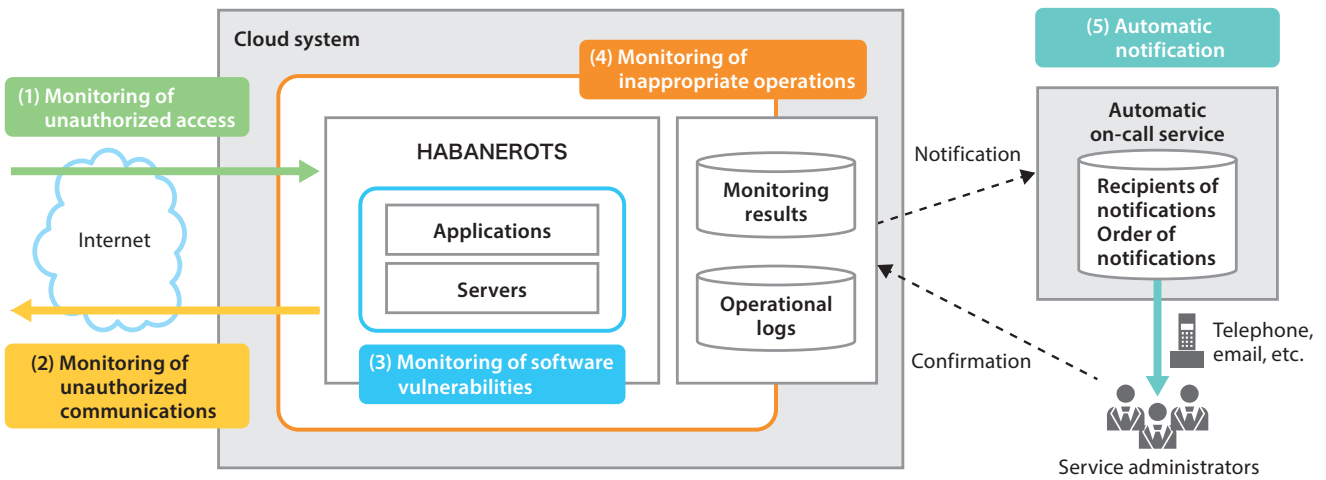 Cloud system
(1) Monitoring of
unauthorized access
Internet
(2) Monitoring of
unauthorized
communications
(4) Monitoring of
inappropriate operations
HABANEROTS
Applications
Servers
(3) Monitoring of software
vulnerabilities
Monitoring
results
Operational
logs
Notification
Confirmation
(5) Automatic
notification
Automatic
on-call service
Recipients of
notifications
Order of
notifications
Telephone,
email, etc.
Service administrators